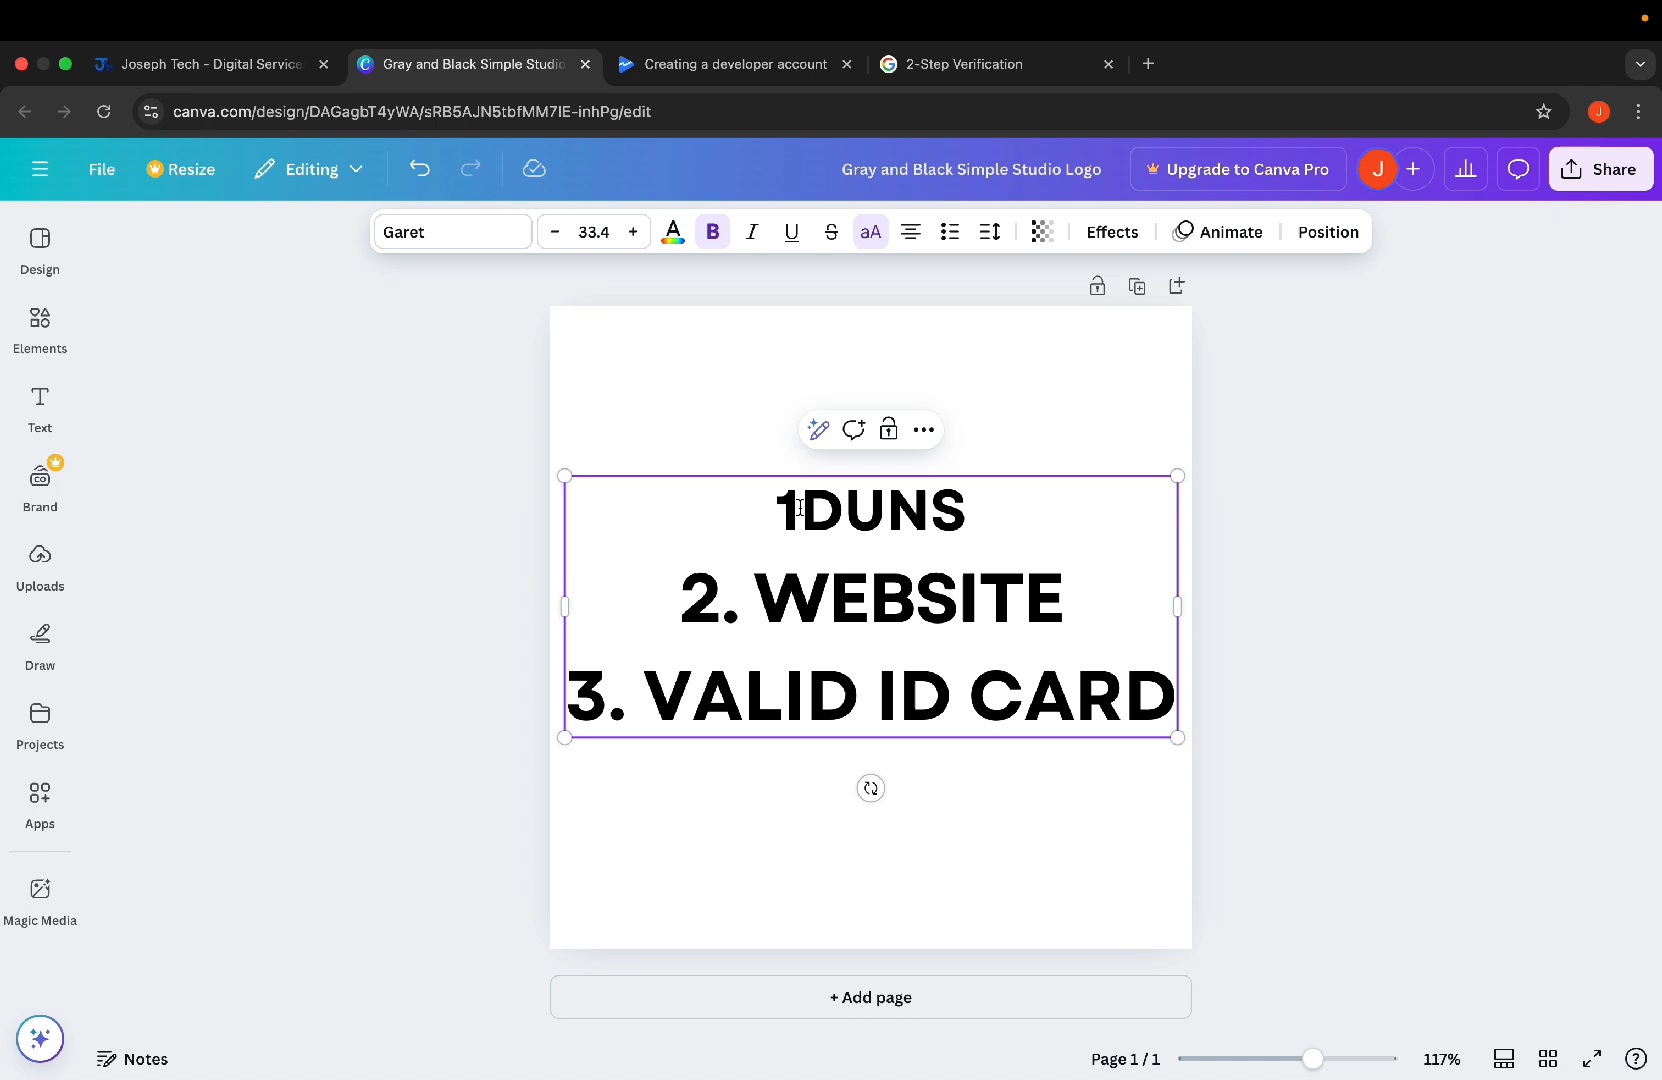 Joseph Tech - Digital Service
Gray and Black Simple Studio
Creating a developer account
2-Step Verification
canva.com/design/DAGagbT4yWA/sRB5AJN5tbfMM7IE-inhPg/edit
J
File
Resize
Editing
Gray and Black Simple Studio Logo
Upgrade to Canva Pro
J
Share
Garet
- 33.4 +
A
B
I
U
S
aA
Effects
Animate
Position
Design
Elements
Text
Brand
Uploads
Draw
Projects
Apps
Magic Media
1DUNS
2. WEBSITE
3. VALID ID CARD
+ Add page
Notes
Page 1 / 1
117%